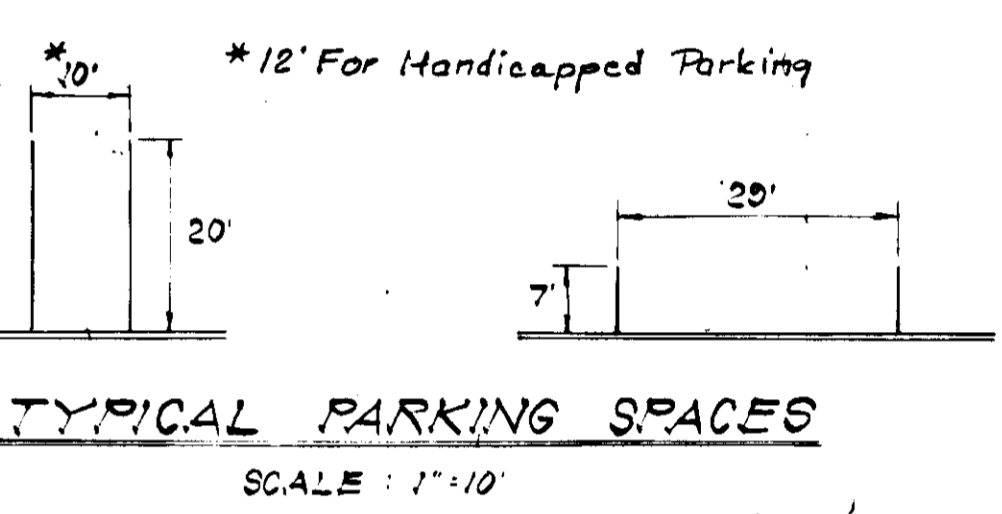 * 10'
* 12' For Handicapped Parking
20'
29'
7'
TYPICAL PARKING SPACES
SCALE : 1"=10'